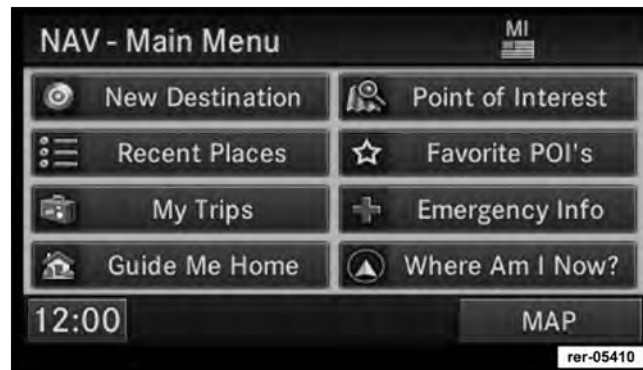 NAV - Main Menu
MI
New Destination
Point of Interest
Recent Places
Favorite POI's
My Trips
Emergency Info
Guide Me Home
Where Am I Now?
12:00
MAP
rer-05410